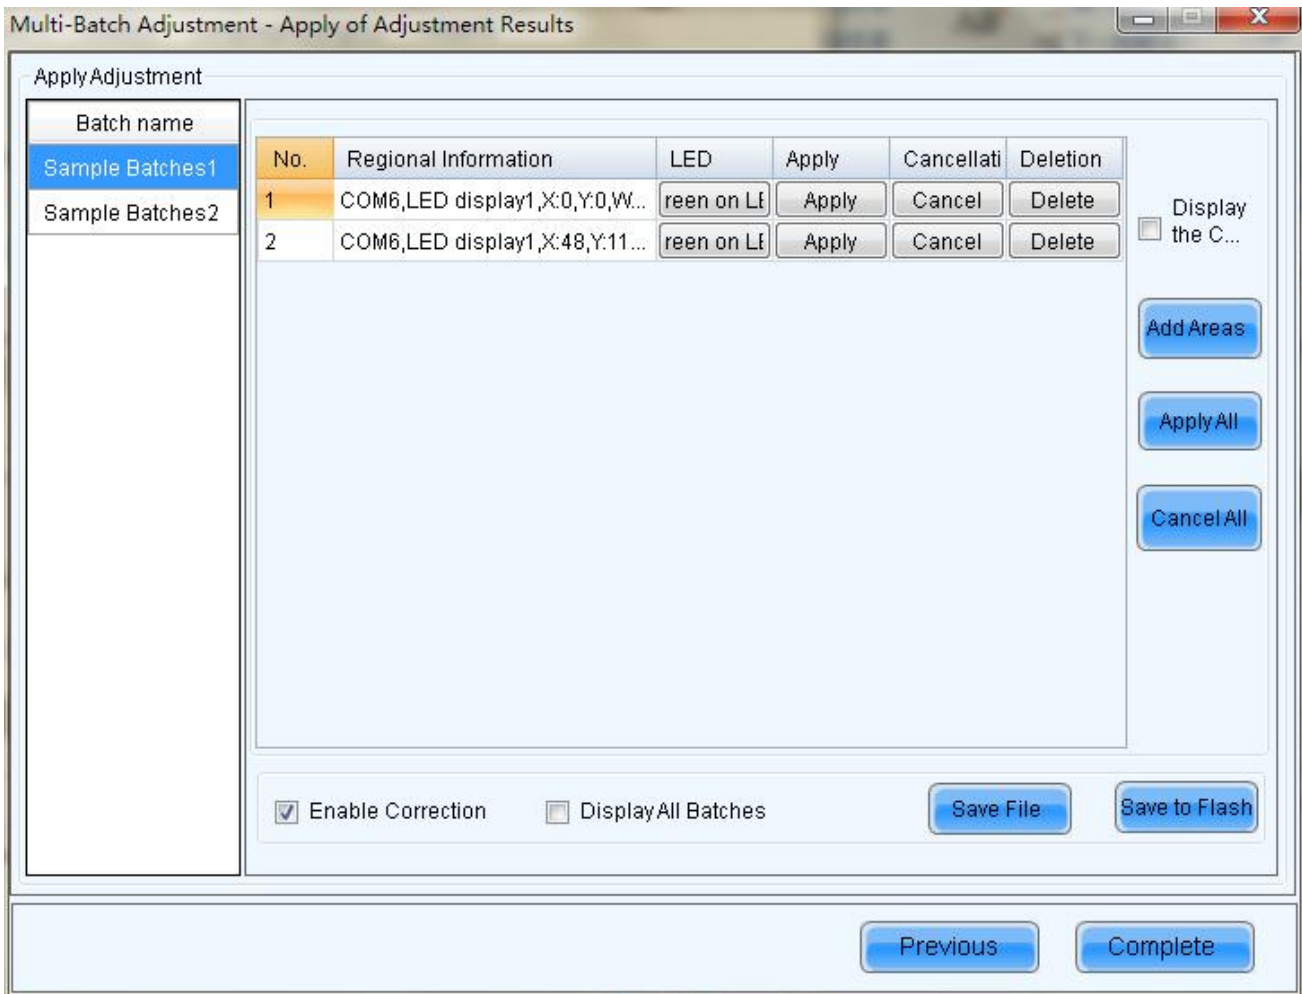 Multi-Batch Adjustment - Apply of Adjustment Results
Apply Adjustment
Batch name
Sample Batches1
Sample Batches2
No. Regional Information LED Apply Cancellati Deletion
1 COM6,LED display1,X:0,Y:0,W... reen on LE Apply Cancel Delete
2 COM6,LED display1,X:48,Y:11... reen on LE Apply Cancel Delete
Display
the C...
Add Areas
Apply All
Cancel All
Enable Correction Display All Batches Save File Save to Flash
Previous Complete